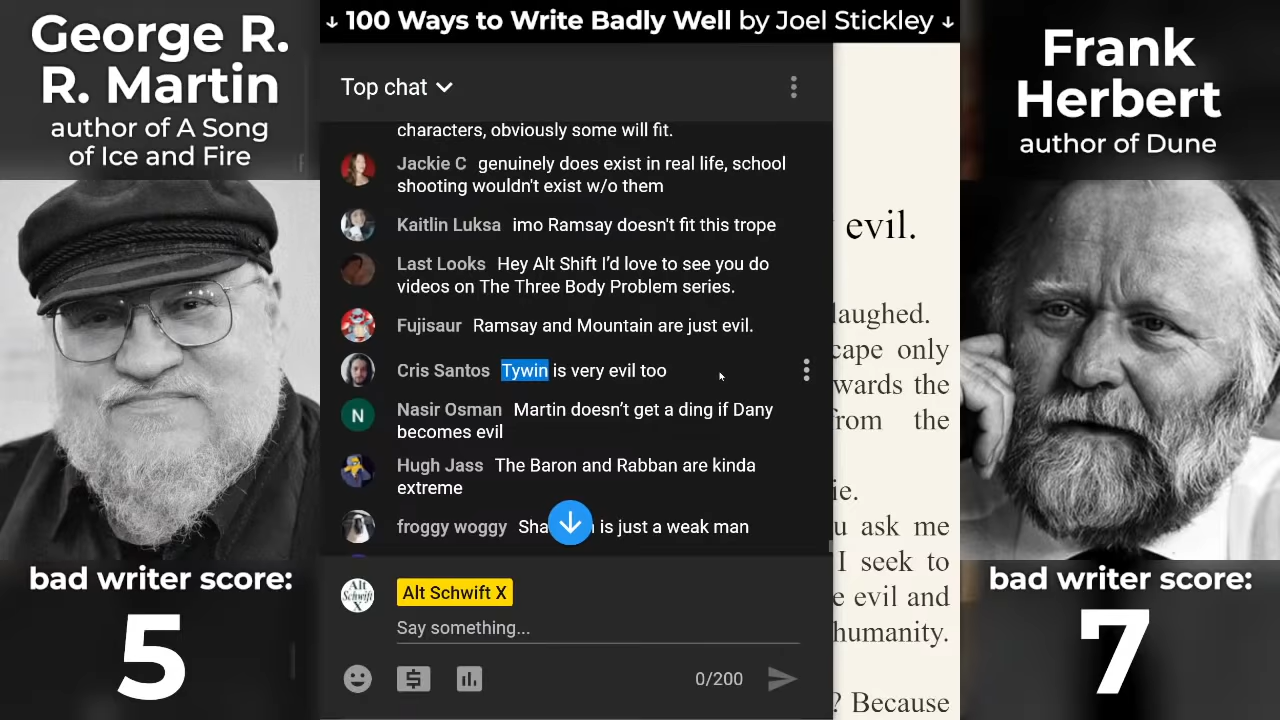 George R.
R. Martin
author of A Song
of Ice and Fire
bad writer score:
5
↓ 100 Ways to Write Badly Well by Joel Stickley ↓
Top chat
characters, obviously some will fit.
Jackie C genuinely does exist in real life, school
shooting wouldn't exist w/o them
Kaitlin Luksa imo Ramsay doesn't fit this trope
Last Looks Hey Alt Shift I'd love to see you do
videos on The Three Body Problem series.
Fujisaur Ramsay and Mountain are just evil.
Cris Santos Tywin is very evil too
N
Nasir Osman Martin doesn't get a ding if Dany
becomes evil
Hugh Jass The Baron and Rabban are kinda
extreme
froggy woggy is just a weak man
Alt
Schwift
X
Alt Schwift X
Say something...
0/200
evil.
laughed.
cape only
wards the
from the
ie.
u ask me
I seek to
e evil and
humanity.
? Because
Frank
Herbert
author of Dune
bad writer score:
7